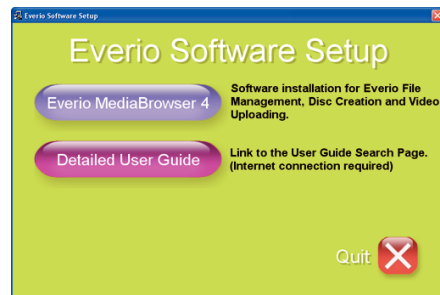 Everio Software Setup
Everio Software Setup
Everio MediaBrowser 4
Software installation for Everio File
Management, Disc Creation and Video
Uploading.
Detailed User Guide
Link to the User Guide Search Page.
(Internet connection required)
Quit